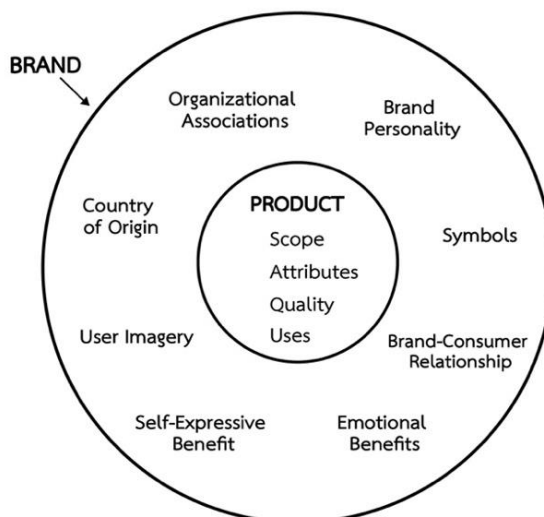 BRAND
Organizational
Associations
Brand
Personality
Country
of Origin
PRODUCT
Scope
Attributes
Quality
Uses
Symbols
User Imagery
Brand-Consumer
Relationship
Self-Expressive
Benefit
Emotional
Benefits